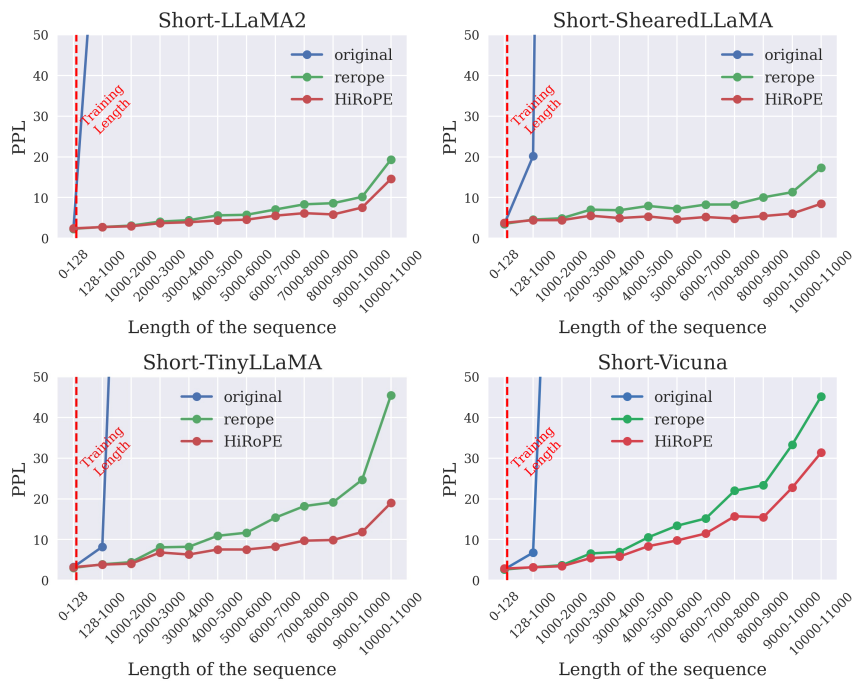 Short-LLaMA2
50
40
30
20
10
0
PPL
Training
Length
original
rerope
HiRoPE
0-128
128-1000
1000-2000
2000-3000
3000-4000
4000-5000
5000-6000
6000-7000
7000-8000
8000-9000
9000-10000
10000-11000
Length of the sequence
Short-ShearedLLaMA
50
40
30
20
10
0
PPL
Training
Length
original
rerope
HiRoPE
0-128
128-1000
1000-2000
2000-3000
3000-4000
4000-5000
5000-6000
6000-7000
7000-8000
8000-9000
9000-10000
10000-11000
Length of the sequence
Short-TinyLLaMA
50
40
30
20
10
0
PPL
Training
Length
original
rerope
HiRoPE
0-128
128-1000
1000-2000
2000-3000
3000-4000
4000-5000
5000-6000
6000-7000
7000-8000
8000-9000
9000-10000
10000-11000
Length of the sequence
Short-Vicuna
50
40
30
20
10
0
PPL
Training
Length
original
rerope
HiRoPE
0-128
128-1000
1000-2000
2000-3000
3000-4000
4000-5000
5000-6000
6000-7000
7000-8000
8000-9000
9000-10000
10000-11000
Length of the sequence